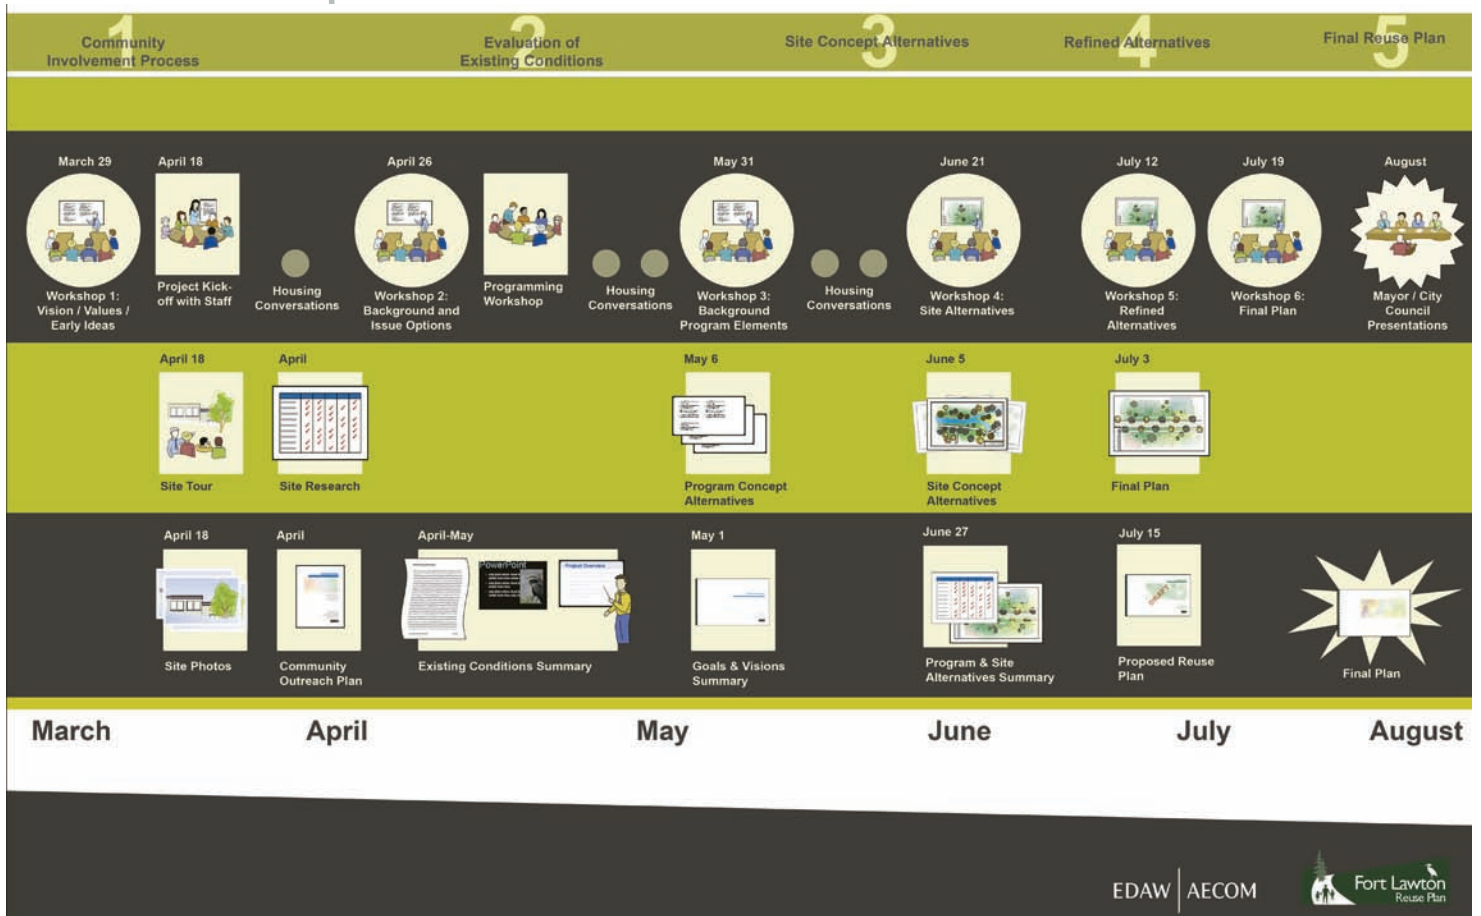 1
Community
Involvement Process
2
Evaluation of
Existing Conditions
3
Site Concept Alternatives
4
Refined Alternatives
5
Final Reuse Plan
March 29
Workshop 1:
Vision / Values /
Early Ideas
April 18
Project Kick-
off with Staff
Housing
Conversations
April 26
Workshop 2:
Background and
Issue Options
Programming
Workshop
Housing
Conversations
May 31
Workshop 3:
Background
Program Elements
Housing
Conversations
June 21
Workshop 4:
Site Alternatives
July 12
Workshop 5:
Refined
Alternatives
July 19
Workshop 6:
Final Plan
August
Mayor / City
Council
Presentations
April 18
Site Tour
April
Site Research
May 6
Program Concept
Alternatives
June 5
Site Concept
Alternatives
July 3
Final Plan
April 18
Site Photos
April
Community
Outreach Plan
April-May
PowerPoint
Project Overview
Existing Conditions Summary
May 1
Goals & Visions
Summary
June 27
Program & Site
Alternatives Summary
July 15
DRAFT
Proposed Reuse
Plan
Final Plan
March
April
May
June
July
August
EDAW | AECOM
Fort Lawton
Reuse Plan